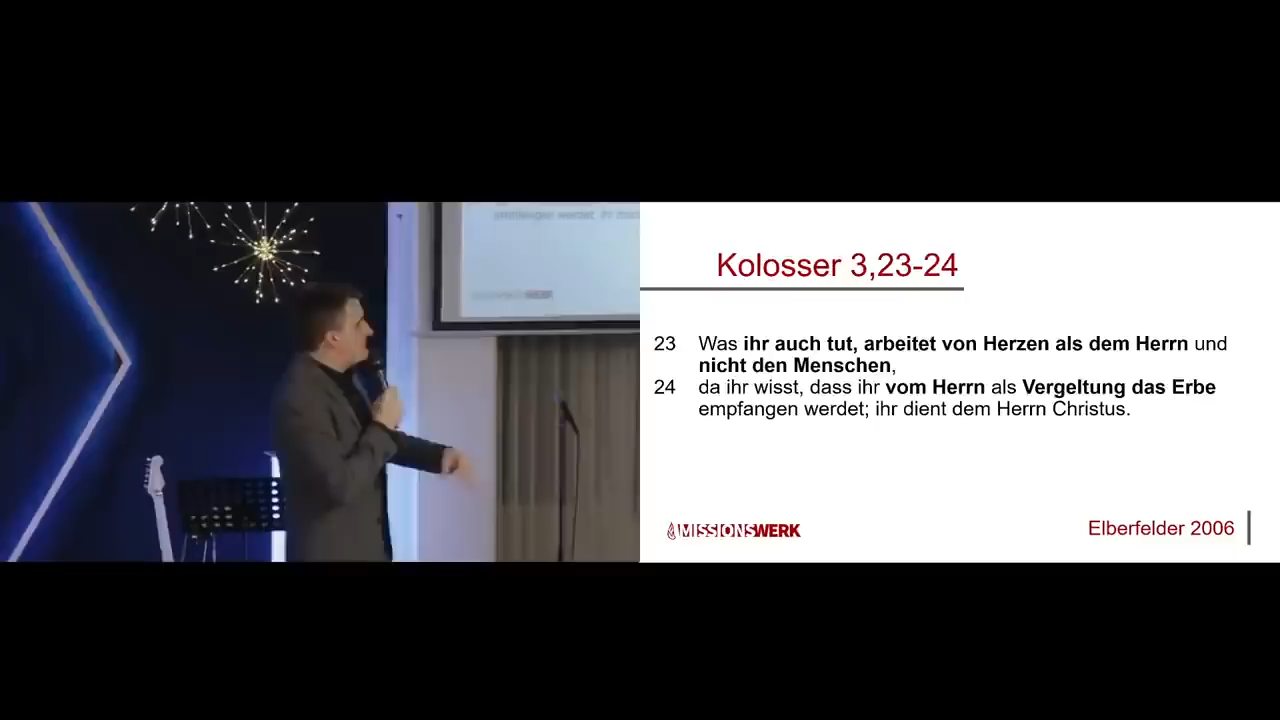 Kolosser 3,23-24
23 Was ihr auch tut, arbeitet von Herzen als dem Herrn und
nicht den Menschen,
24 da ihr wisst, dass ihr vom Herrn als Vergeltung das Erbe
empfangen werdet; ihr dient dem Herrn Christus.
MISSIONSWERK
Elberfelder 2006